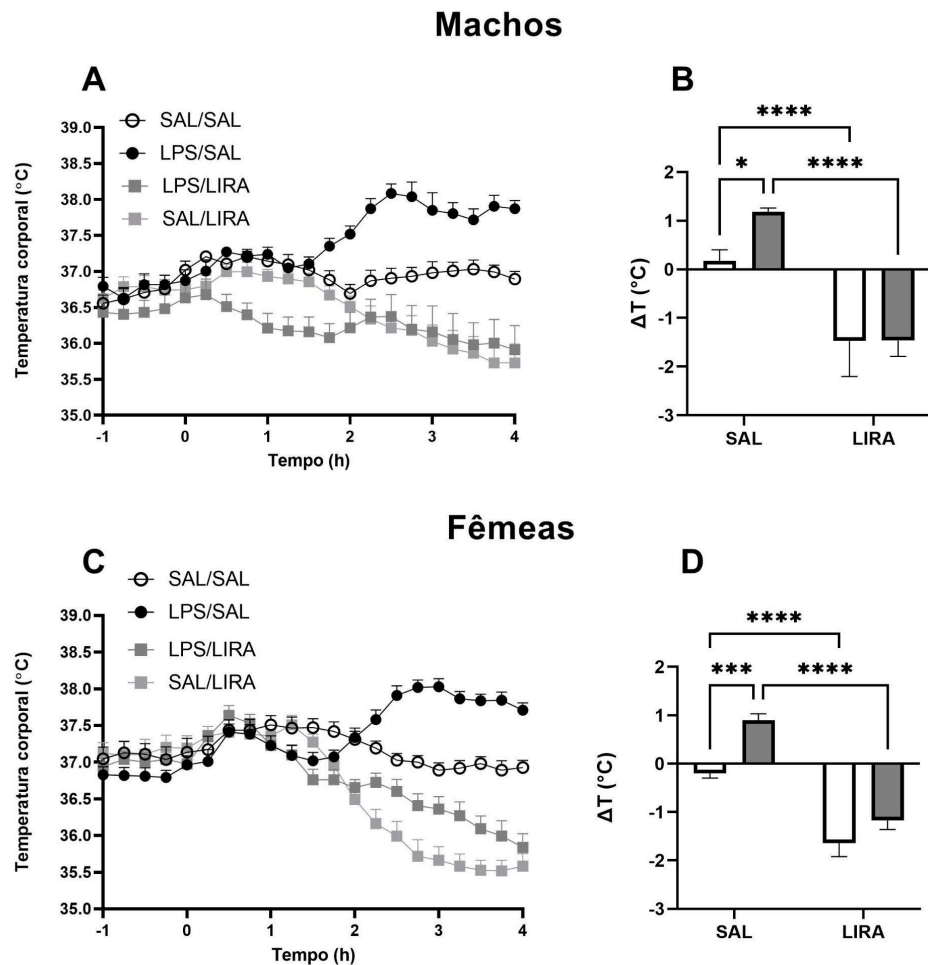 Machos
A
SAL/SAL
LPS/SAL
LPS/LIRA
SAL/LIRA
Temperatura corporal (°C)
39.0
38.5
38.0
37.5
37.0
36.5
36.0
35.5
35.0
-1 0 1 2 3 4
Tempo (h)
B
****
* ****
ΔT (°C)
2
1
0
-1
-2
-3
SAL LIRA
Fêmeas
C
SAL/SAL
LPS/SAL
LPS/LIRA
SAL/LIRA
Temperatura corporal (°C)
39.0
38.5
38.0
37.5
37.0
36.5
36.0
35.5
35.0
-1 0 1 2 3 4
Tempo (h)
D
****
*** ****
ΔT (°C)
2
1
0
-1
-2
-3
SAL LIRA